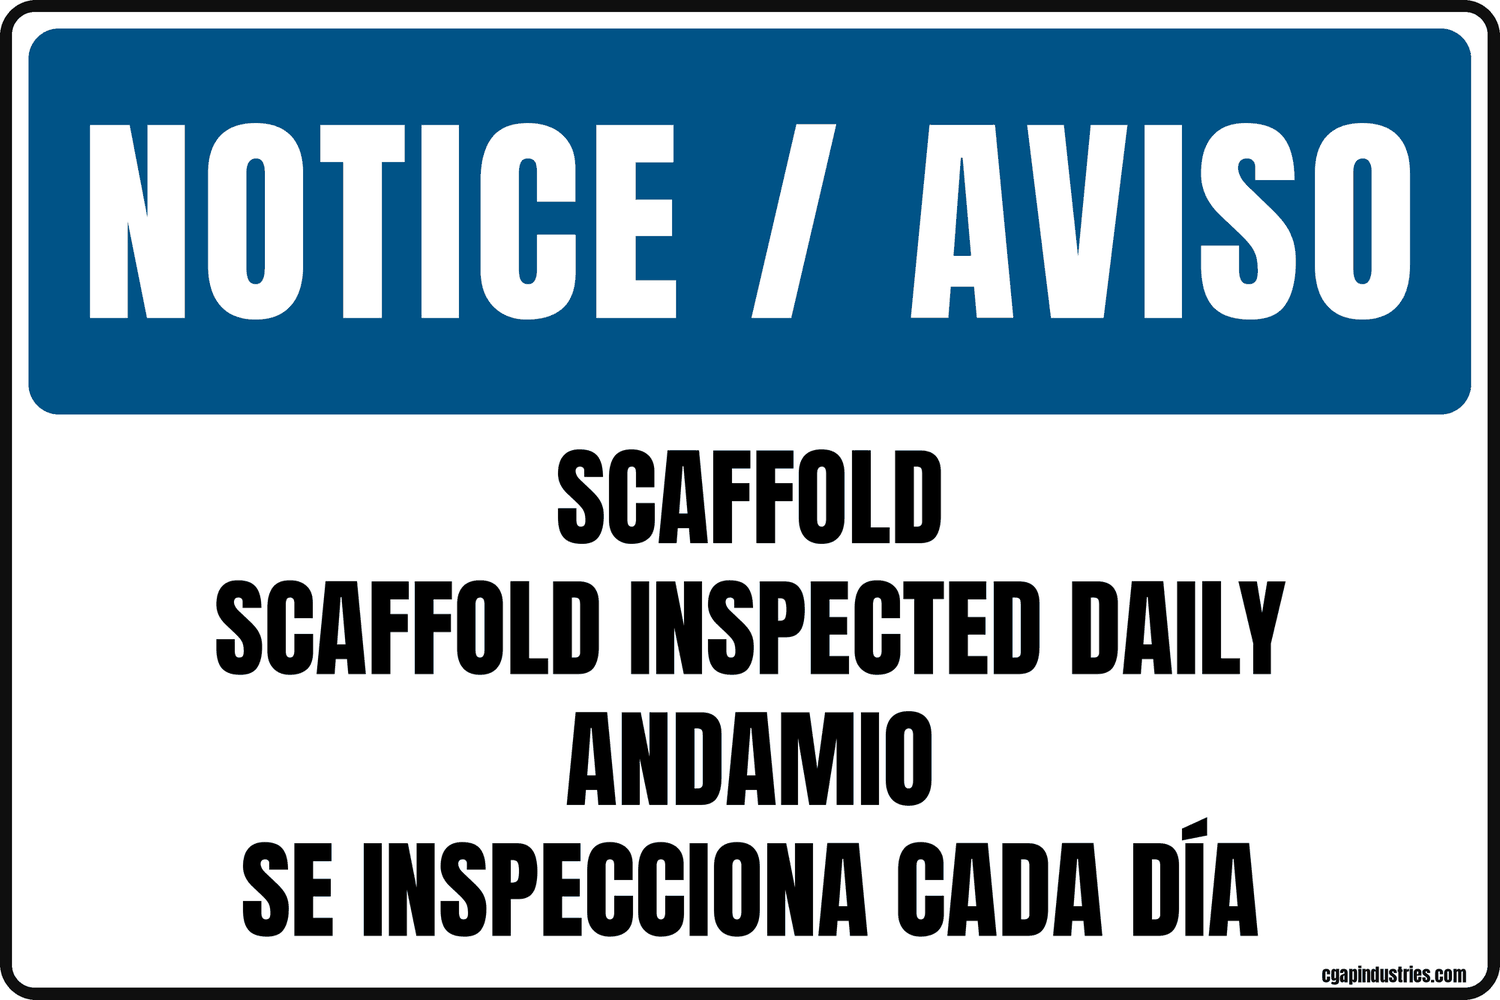 NOTICE / AVISO
SCAFFOLD
SCAFFOLD INSPECTED DAILY
ANDAMIO
SE INSPECCIONA CADA DÍA
cgapindustries.com